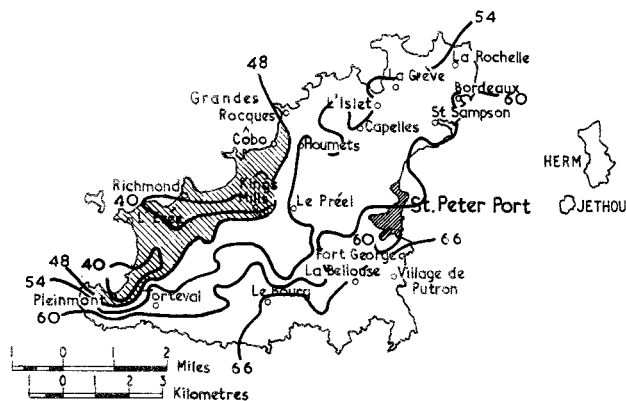 54
48
La Rochelle
La Grève
Bordeaux
60
Grandes
Rocques
L'Islet
St Sampson
Capelles
Côbo
Houmets
HERM
Richmond
40
Kings
Mills
L'Erée
Le Préel
St. Peter Port
JETHOU
60
66
Fort George
48
40
La Bellouse
54
Village de
Putron
Pleinmont
Torteval
Le Bourg
60
66
1 0 1 2
Miles
1 0 1 2 3
Kilometres